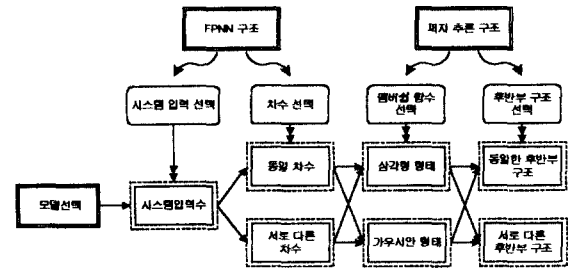 FPNN 구조
퍼지 추론 구조
시스템 입력 선택
차수 선택
멤버쉽 함수
선택
후반부 구조
선택
동일 차수
삼각형 형태
동일한 후반부
구조
모델선택
시스템입력수
서로 다른
차수
가우시안 형태
서로 다른
후반부 구조